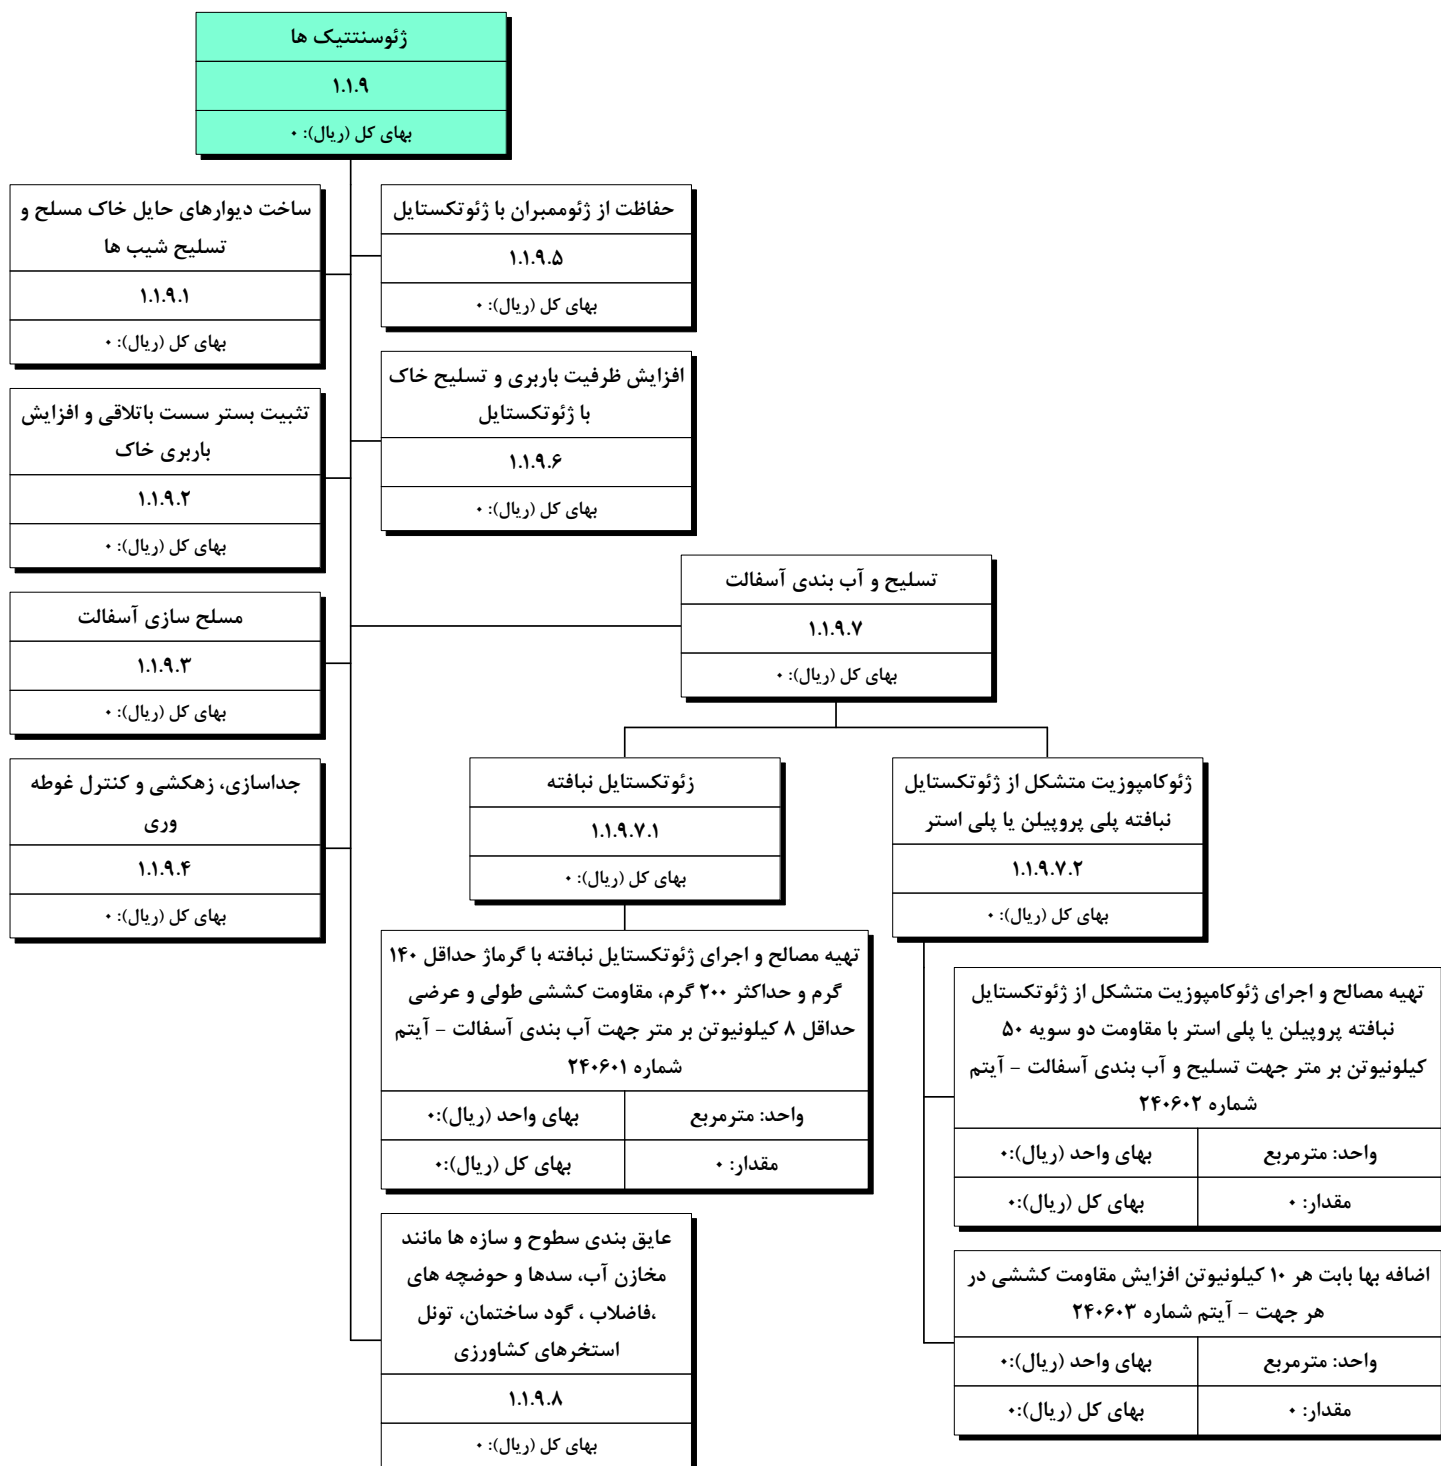 ژئوسنتتیک ها
۱.۱.۹
بهای کل (ریال): ۰
ساخت دیوارهای حایل خاک مسلح و
تسلیح شیب ها
۱.۱.۹.۱
بهای کل (ریال): ۰
تثبیت بستر سست باتلاقی و افزایش
باربری خاک
۱.۱.۹.۲
بهای کل (ریال): ۰
مسلح سازی آسفالت
۱.۱.۹.۳
بهای کل (ریال): ۰
جداسازی، زهکشی و کنترل غوطه
وری
۱.۱.۹.۴
بهای کل (ریال): ۰
حفاظت از ژئوممبران با ژئوتکستایل
۱.۱.۹.۵
بهای کل (ریال): ۰
افزایش ظرفیت باربری و تسلیح خاک
با ژئوتکستایل
۱.۱.۹.۶
بهای کل (ریال): ۰
تسلیح و آب بندی آسفالت
۱.۱.۹.۷
بهای کل (ریال): ۰
زئوتکستایل نبافته
۱.۱.۹.۷.۱
بهای کل (ریال): ۰
تهیه مصالح و اجرای ژئوتکستایل نبافته با گرماژ حداقل ۱۴۰
گرم و حداکثر ۲۰۰ گرم، مقاومت کششی طولی و عرضی
حداقل ۸ کیلونیوتن بر متر جهت آب بندی آسفالت - آیتم
شماره ۲۴۰۶۰۱
واحد: مترمربع بهای واحد (ریال):۰
مقدار: ۰ بهای کل (ریال):۰
ژئوکامپوزیت متشکل از ژئوتکستایل
نبافته پلی پروپیلن یا پلی استر
۱.۱.۹.۷.۲
بهای کل (ریال): ۰
تهیه مصالح و اجرای ژئوکامپوزیت متشکل از ژئوتکستایل
نبافته پروپیلن یا پلی استر با مقاومت دو سویه ۵۰
کیلونیوتن بر متر جهت تسلیح و آب بندی آسفالت - آیتم
شماره ۲۴۰۶۰۲
واحد: مترمربع بهای واحد (ریال):۰
مقدار: ۰ بهای کل (ریال):۰
اضافه بها بابت هر ۱۰ کیلونیوتن افزایش مقاومت کششی در
هر جهت - آیتم شماره ۲۴۰۶۰۳
واحد: مترمربع بهای واحد (ریال):۰
مقدار: ۰ بهای کل (ریال):۰
عایق بندی سطوح و سازه ها مانند
مخازن آب، سدها و حوضچه های
،فاضلاب ، گود ساختمان، تونل
استخرهای کشاورزی
۱.۱.۹.۸
بهای کل (ریال): ۰